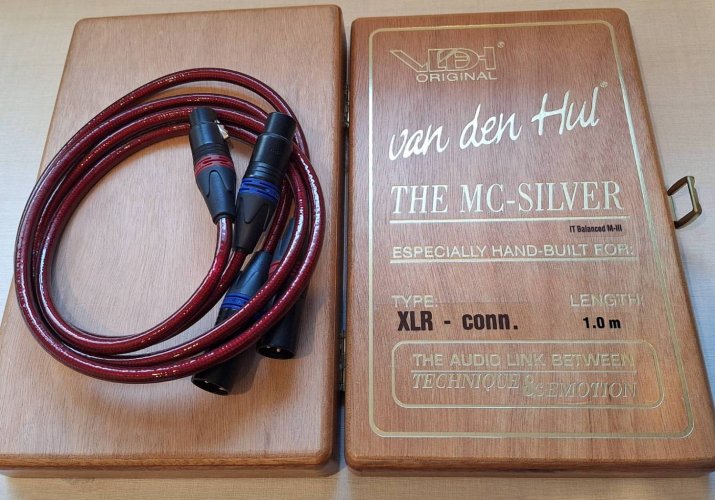 VDH®
ORIGINAL
van den Hul®
THE MC-SILVER
IT Balanced M-III
ESPECIALLY HAND-BUILT FOR:
TYPE: LENGTH:
XLR - conn. 1.0 m
THE AUDIO LINK BETWEEN
TECHNIQUE & EMOTION